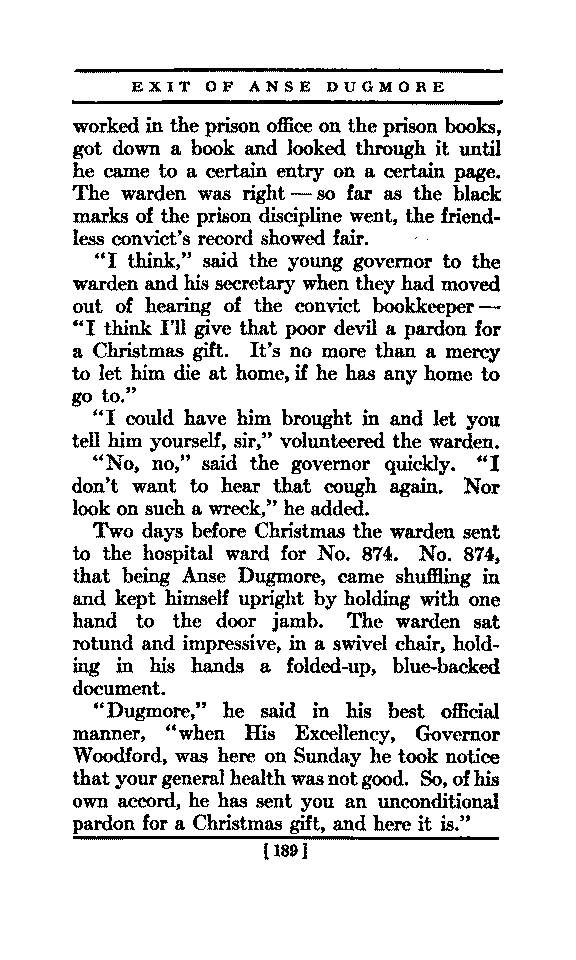 EXIT OF ANSE DUGMORE
worked in the prison office on the prison books,
got down a book and looked through it until
he came to a certain entry on a certain page.
The warden was right — so far as the black
marks of the prison discipline went, the friend-
less convict's record showed fair.
"I think," said the young governor to the
warden and his secretary when they had moved
out of hearing of the convict bookkeeper —
"I think I'll give that poor devil a pardon for
a Christmas gift. It's no more than a mercy
to let him die at home, if he has any home to
go to."
"I could have him brought in and let you
tell him yourself, sir," volunteered the warden.
"No, no," said the governor quickly. "I
don't want to hear that cough again. Nor
look on such a wreck," he added.
Two days before Christmas the warden sent
to the hospital ward for No. 874. No. 874,
that being Anse Dugmore, came shuffling in
and kept himself upright by holding with one
hand to the door jamb. The warden sat
rotund and impressive, in a swivel chair, hold-
ing in his hands a folded-up, blue-backed
document.
"Dugmore," he said in his best official
manner, "when His Excellency, Governor
Woodford, was here on Sunday he took notice
that your general health was not good. So, of his
own accord, he has sent you an unconditional
pardon for a Christmas gift, and here it is."
[189]